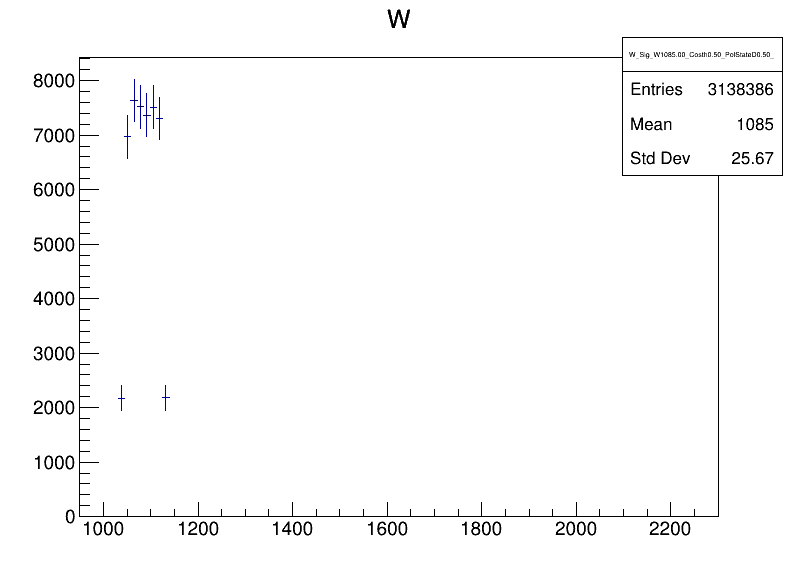 W
W_Sig_W1085.00_Costh0.50_PolStateD0.50_
Entries 3138386
Mean 1085
Std Dev 25.67
8000
7000
6000
5000
4000
3000
2000
1000
0
1000 1200 1400 1600 1800 2000 2200